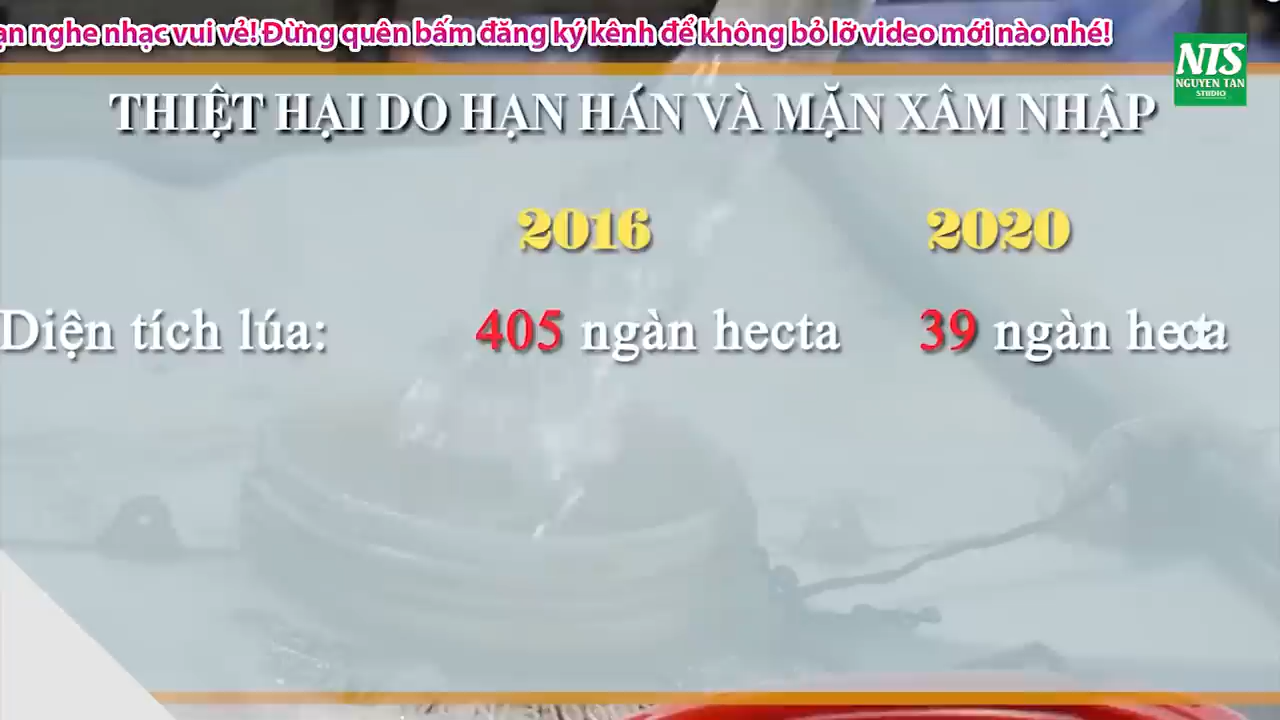 nghe nhạc vui vẻ! Đừng quên bấm đăng ký kênh để không bỏ lỡ video mới nào nhé!
NTS
NGUYEN TAN
STUDIO
THIỆT HẠI DO HẠN HÁN VÀ MẶN XÂM NHẬP
2016 2020
Diện tích lúa: 405 ngàn hecta 39 ngàn hecta